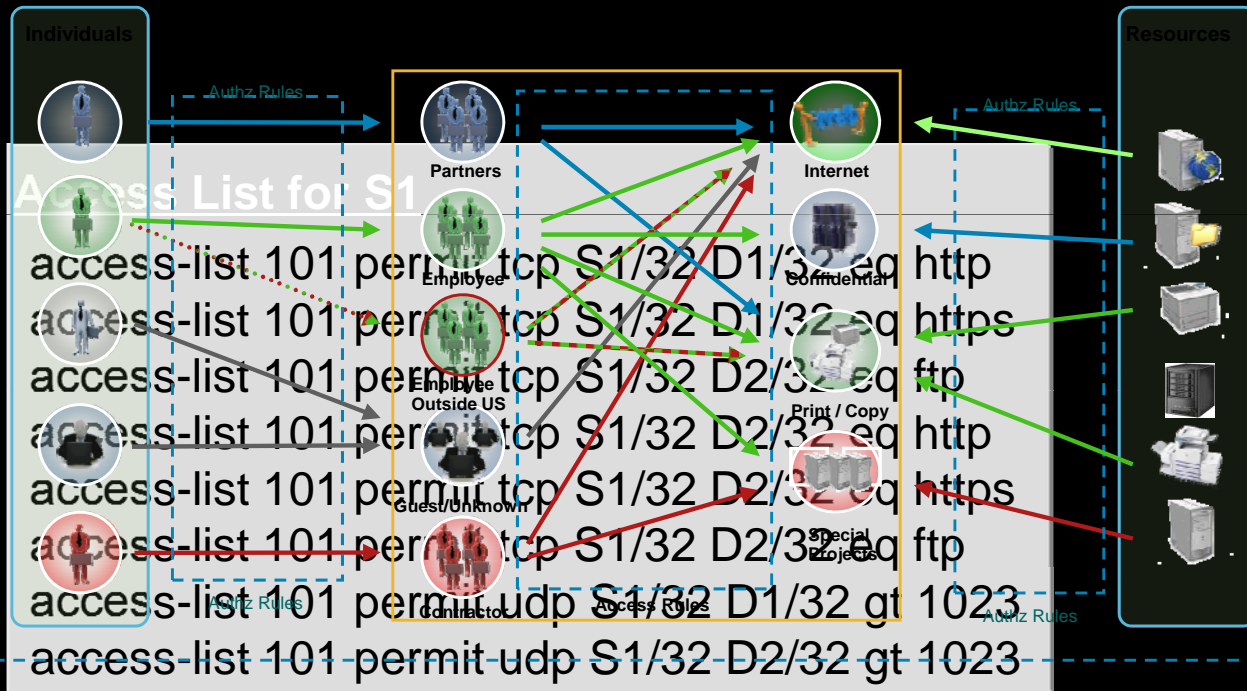 Individuals
Resources
Authz Rules
Authz Rules
Partners
Internet
Access List for S1
access-list 101 permit tcp S1/32 D1/32 eq http
Employee
Confidential
access-list 101 permit tcp S1/32 D1/32 eq https
access-list 101 permit tcp S1/32 D2/32 eq ftp
Employee
Outside US
Print / Copy
access-list 101 permit tcp S1/32 D2/32 eq http
access-list 101 permit tcp S1/32 D2/32 eq https
Guest/Unknown
access-list 101 permit tcp S1/32 D2/32 eq ftp
Special
Projects
access-list 101 permit udp S1/32 D1/32 gt 1023
Authz Rules
Contractor
Access Rules
Authz Rules
access-list 101 permit udp S1/32 D2/32 gt 1023